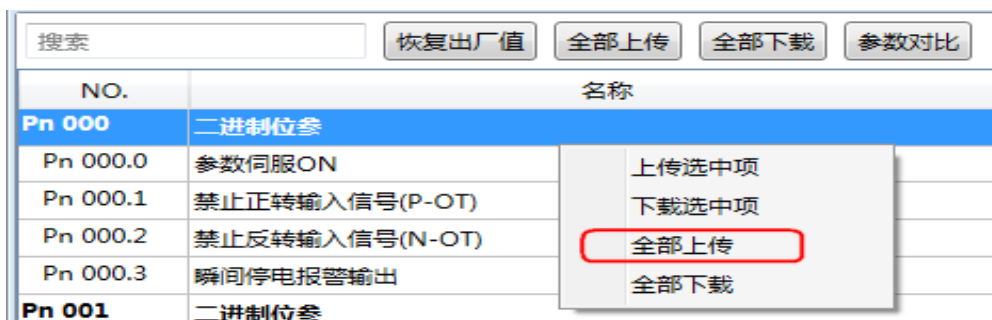 搜索 恢复出厂值 全部上传 全部下载 参数对比
NO. 名称
Pn 000 二进制位参
Pn 000.0 参数伺服ON
Pn 000.1 禁止正转输入信号(P-OT)
Pn 000.2 禁止反转输入信号(N-OT)
Pn 000.3 瞬间停电报警输出
Pn 001 二进制位参
上传选中项
下载选中项
全部上传
全部下载